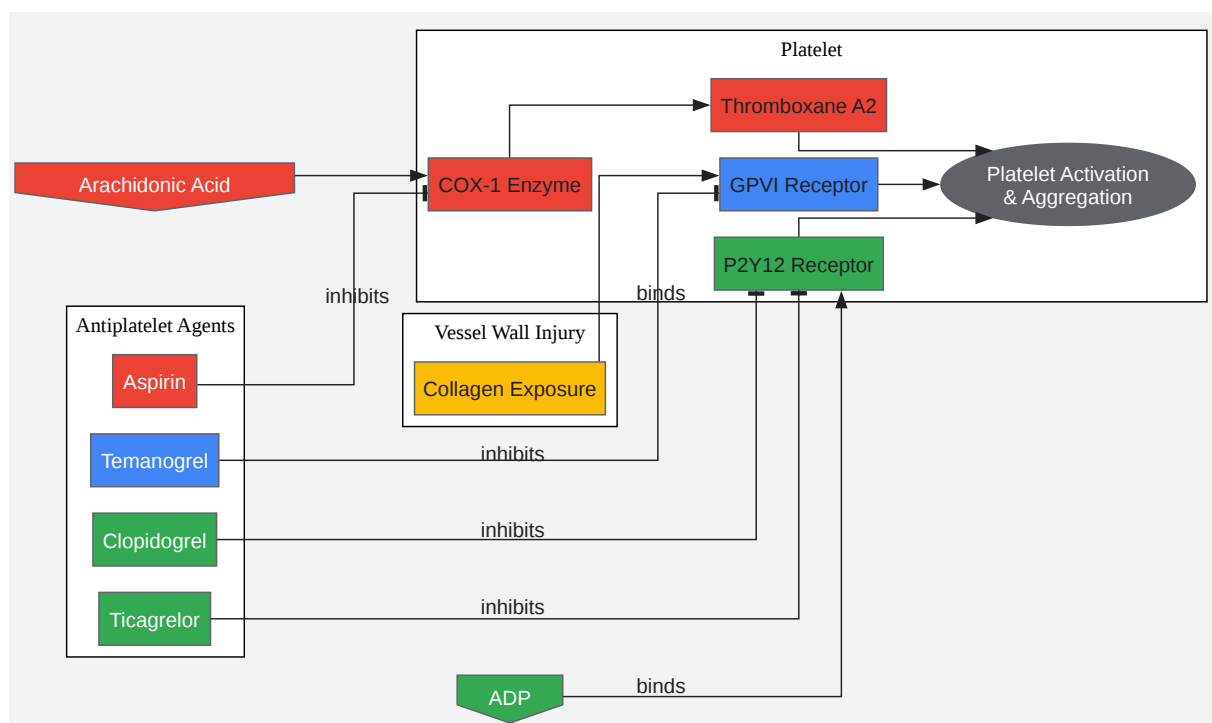 Platelet
Thromboxane A2
Arachidonic Acid
COX-1 Enzyme
GPVI Receptor
Platelet Activation
& Aggregation
P2Y12 Receptor
inhibits
binds
Antiplatelet Agents
Vessel Wall Injury
Aspirin
Collagen Exposure
Temanogrel
inhibits
Clopidogrel
inhibits
Ticagrelor
inhibits
ADP
binds